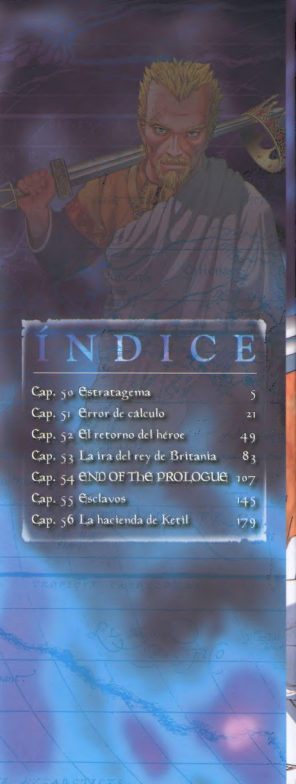 ÍNDICE
Cap. 50 Estratagema 5
Cap. 51 Error de cálculo 21
Cap. 52 El retorno del héroe 49
Cap. 53 La ira del rey de Britania 83
Cap. 54 END OF THE PROLOGUE 107
Cap. 55 Esclavos 145
Cap. 56 La hacienda de Ketil 179